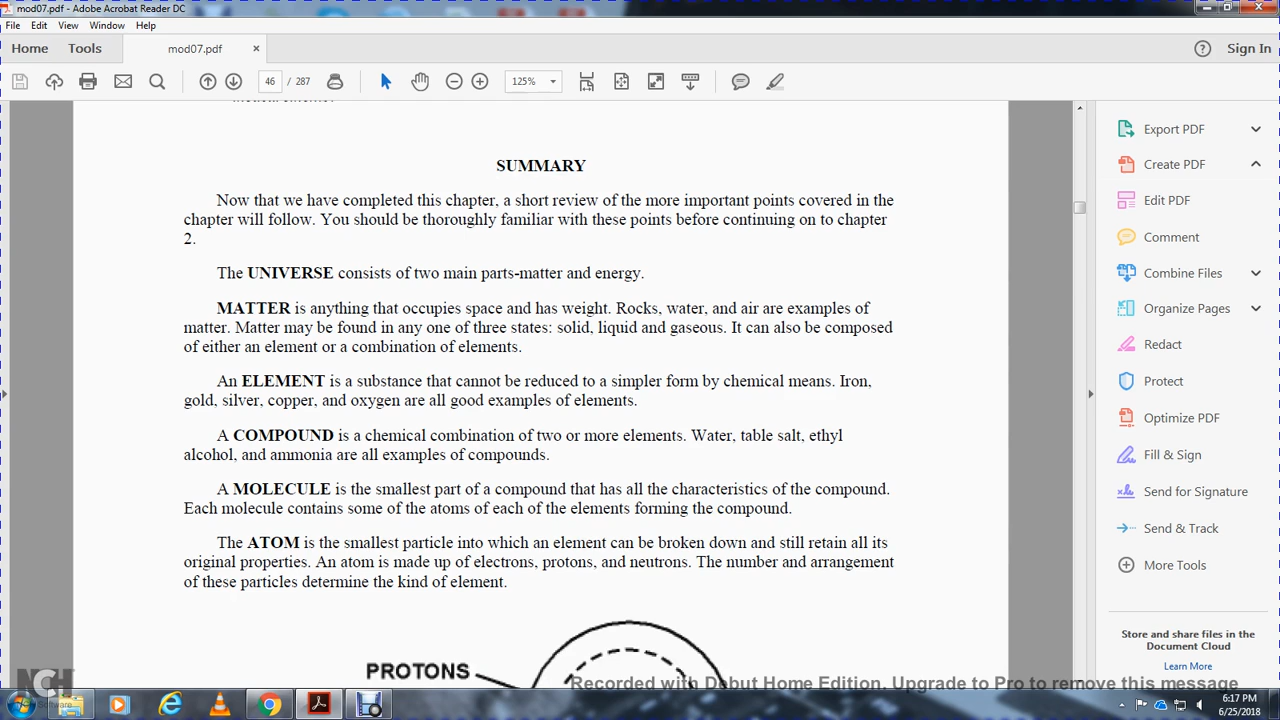 mod07.pdf - Adobe Acrobat Reader DC
File Edit View Window Help
Home Tools mod07.pdf × Sign In
46 / 287 125%
SUMMARY
Now that we have completed this chapter, a short review of the more important points covered in the
chapter will follow. You should be thoroughly familiar with these points before continuing on to chapter
2.
The UNIVERSE consists of two main parts-matter and energy.
MATTER is anything that occupies space and has weight. Rocks, water, and air are examples of
matter. Matter may be found in any one of three states: solid, liquid and gaseous. It can also be composed
of either an element or a combination of elements.
An ELEMENT is a substance that cannot be reduced to a simpler form by chemical means. Iron,
gold, silver, copper, and oxygen are all good examples of elements.
A COMPOUND is a chemical combination of two or more elements. Water, table salt, ethyl
alcohol, and ammonia are all examples of compounds.
A MOLECULE is the smallest part of a compound that has all the characteristics of the compound.
Each molecule contains some of the atoms of each of the elements forming the compound.
The ATOM is the smallest particle into which an element can be broken down and still retain all its
original properties. An atom is made up of electrons, protons, and neutrons. The number and arrangement
of these particles determine the kind of element.
PROTONS
Export PDF
Create PDF
Edit PDF
Comment
Combine Files
Organize Pages
Redact
Protect
Optimize PDF
Fill & Sign
Send for Signature
Send & Track
More Tools
Store and share files in the
Document Cloud
Learn More
Recorded with Debut Home Edition. Upgrade to Pro to remove this message
NCH
Software
6:17 PM
6/25/2018